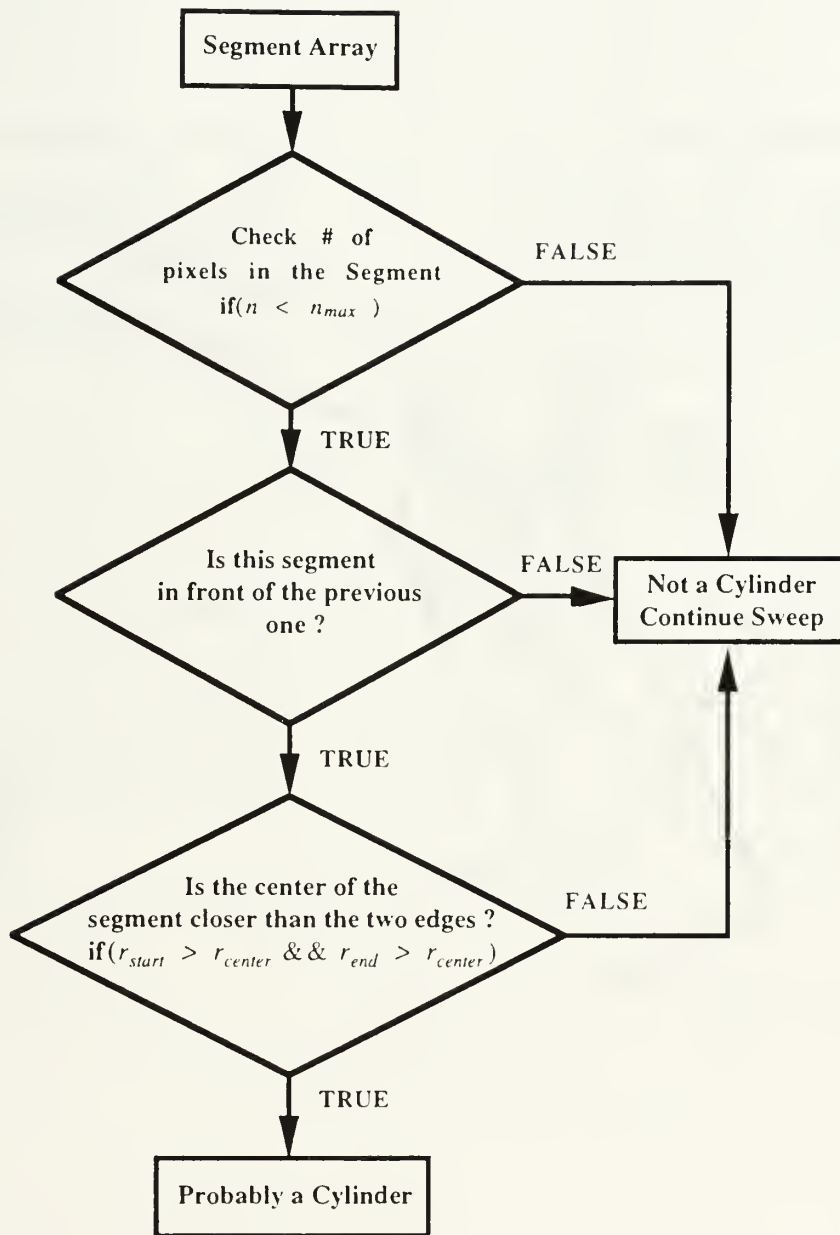 Segment Array
Check # of
pixels in the Segment
if(n < n_max )
FALSE
TRUE
Is this segment
in front of the previous
one ?
FALSE
Not a Cylinder
Continue Sweep
TRUE
Is the center of the
segment closer than the two edges ?
if(r_start > r_center && r_end > r_center)
FALSE
TRUE
Probably a Cylinder